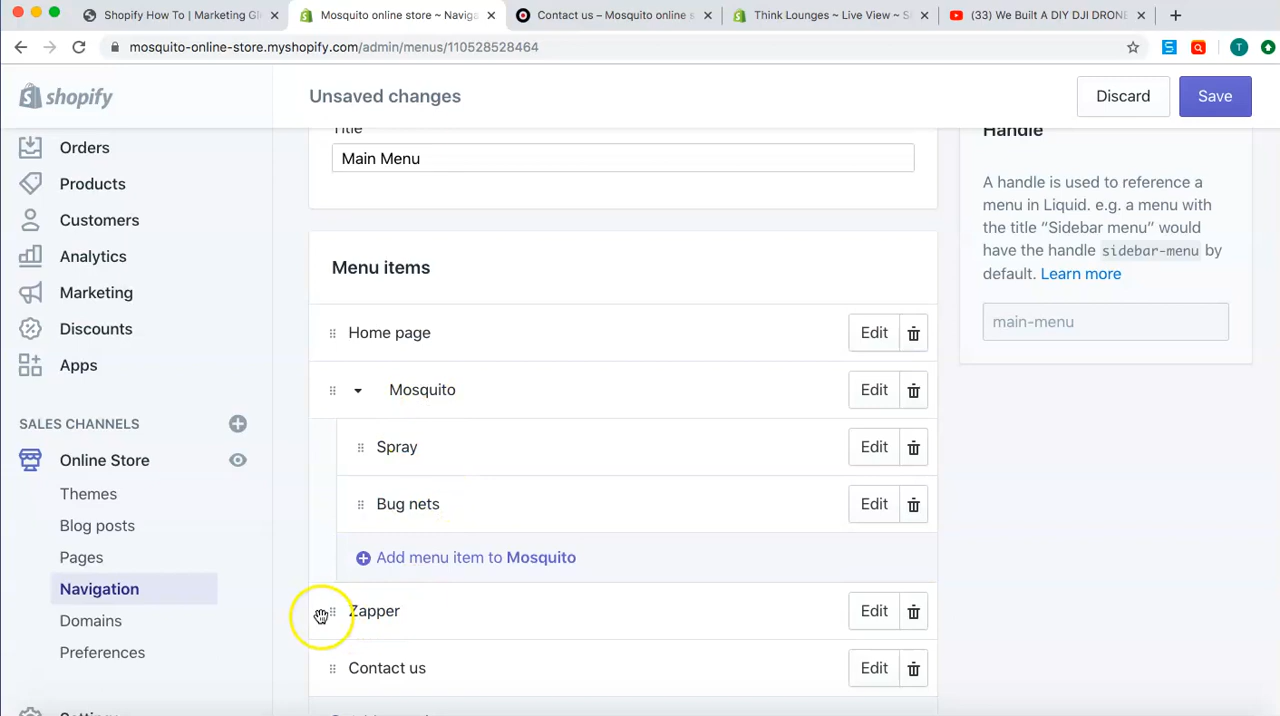 Shopify How To | Marketing Gl
Mosquito online store ~ Naviga
Contact us – Mosquito online s
Think Lounges ~ Live View ~ S
(33) We Built A DIY DJI DRONE
mosquito-online-store.myshopify.com/admin/menus/110528528464
T
shopify
Unsaved changes
Discard
Save
Orders
Products
Customers
Analytics
Marketing
Discounts
Apps
SALES CHANNELS
Online Store
Themes
Blog posts
Pages
Navigation
Domains
Preferences
Settings
Title
Main Menu
Menu items
Home page
Edit
Mosquito
Edit
Spray
Edit
Bug nets
Edit
Add menu item to Mosquito
Zapper
Edit
Contact us
Edit
Handle
A handle is used to reference a
menu in Liquid. e.g. a menu with
the title “Sidebar menu” would
have the handle sidebar-menu by
default. Learn more
main-menu